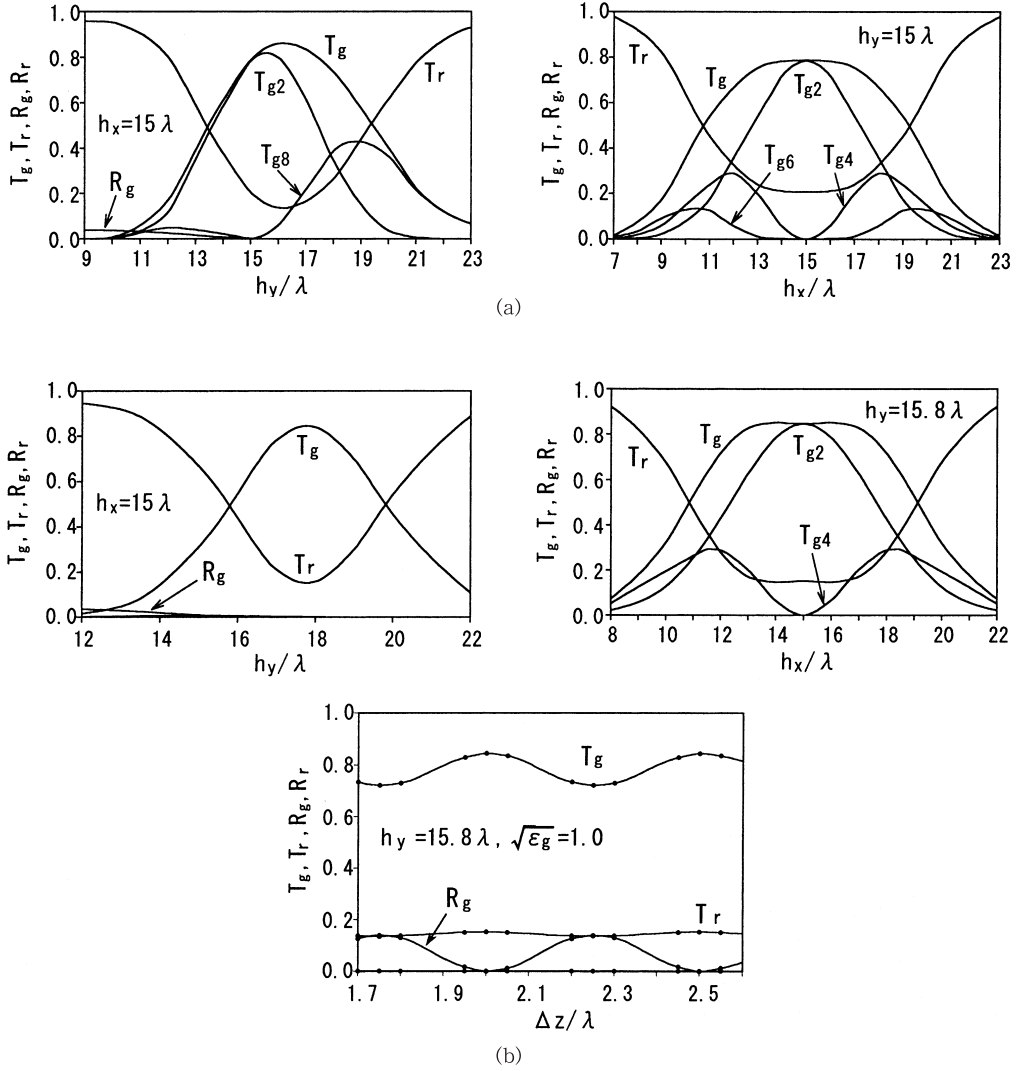 1.0
0.8
0.6
0.4
0.2
0.0
Tg, Tr, Rg, Rr
hx=15λ
Rg
Tg
Tg2
Tg8
Tr
9 11 13 15 17 19 21 23
hy/λ
1.0
0.8
0.6
0.4
0.2
0.0
Tg, Tr, Rg, Rr
hy=15λ
Tr
Tg
Tg2
Tg6
Tg4
7 9 11 13 15 17 19 21 23
hx/λ
(a)
1.0
0.8
0.6
0.4
0.2
0.0
Tg, Tr, Rg, Rr
hx=15λ
Tg
Tr
Rg
12 14 16 18 20 22
hy/λ
1.0
0.8
0.6
0.4
0.2
0.0
Tg, Tr, Rg, Rr
hy=15.8λ
Tr
Tg
Tg2
Tg4
8 10 12 14 16 18 20 22
hx/λ
1.0
0.8
0.6
0.4
0.2
0.0
Tg, Tr, Rg, Rr
Tg
hy=15.8λ, √εg=1.0
Rg
Tr
1.7 1.9 2.1 2.3 2.5
Δz/λ
(b)